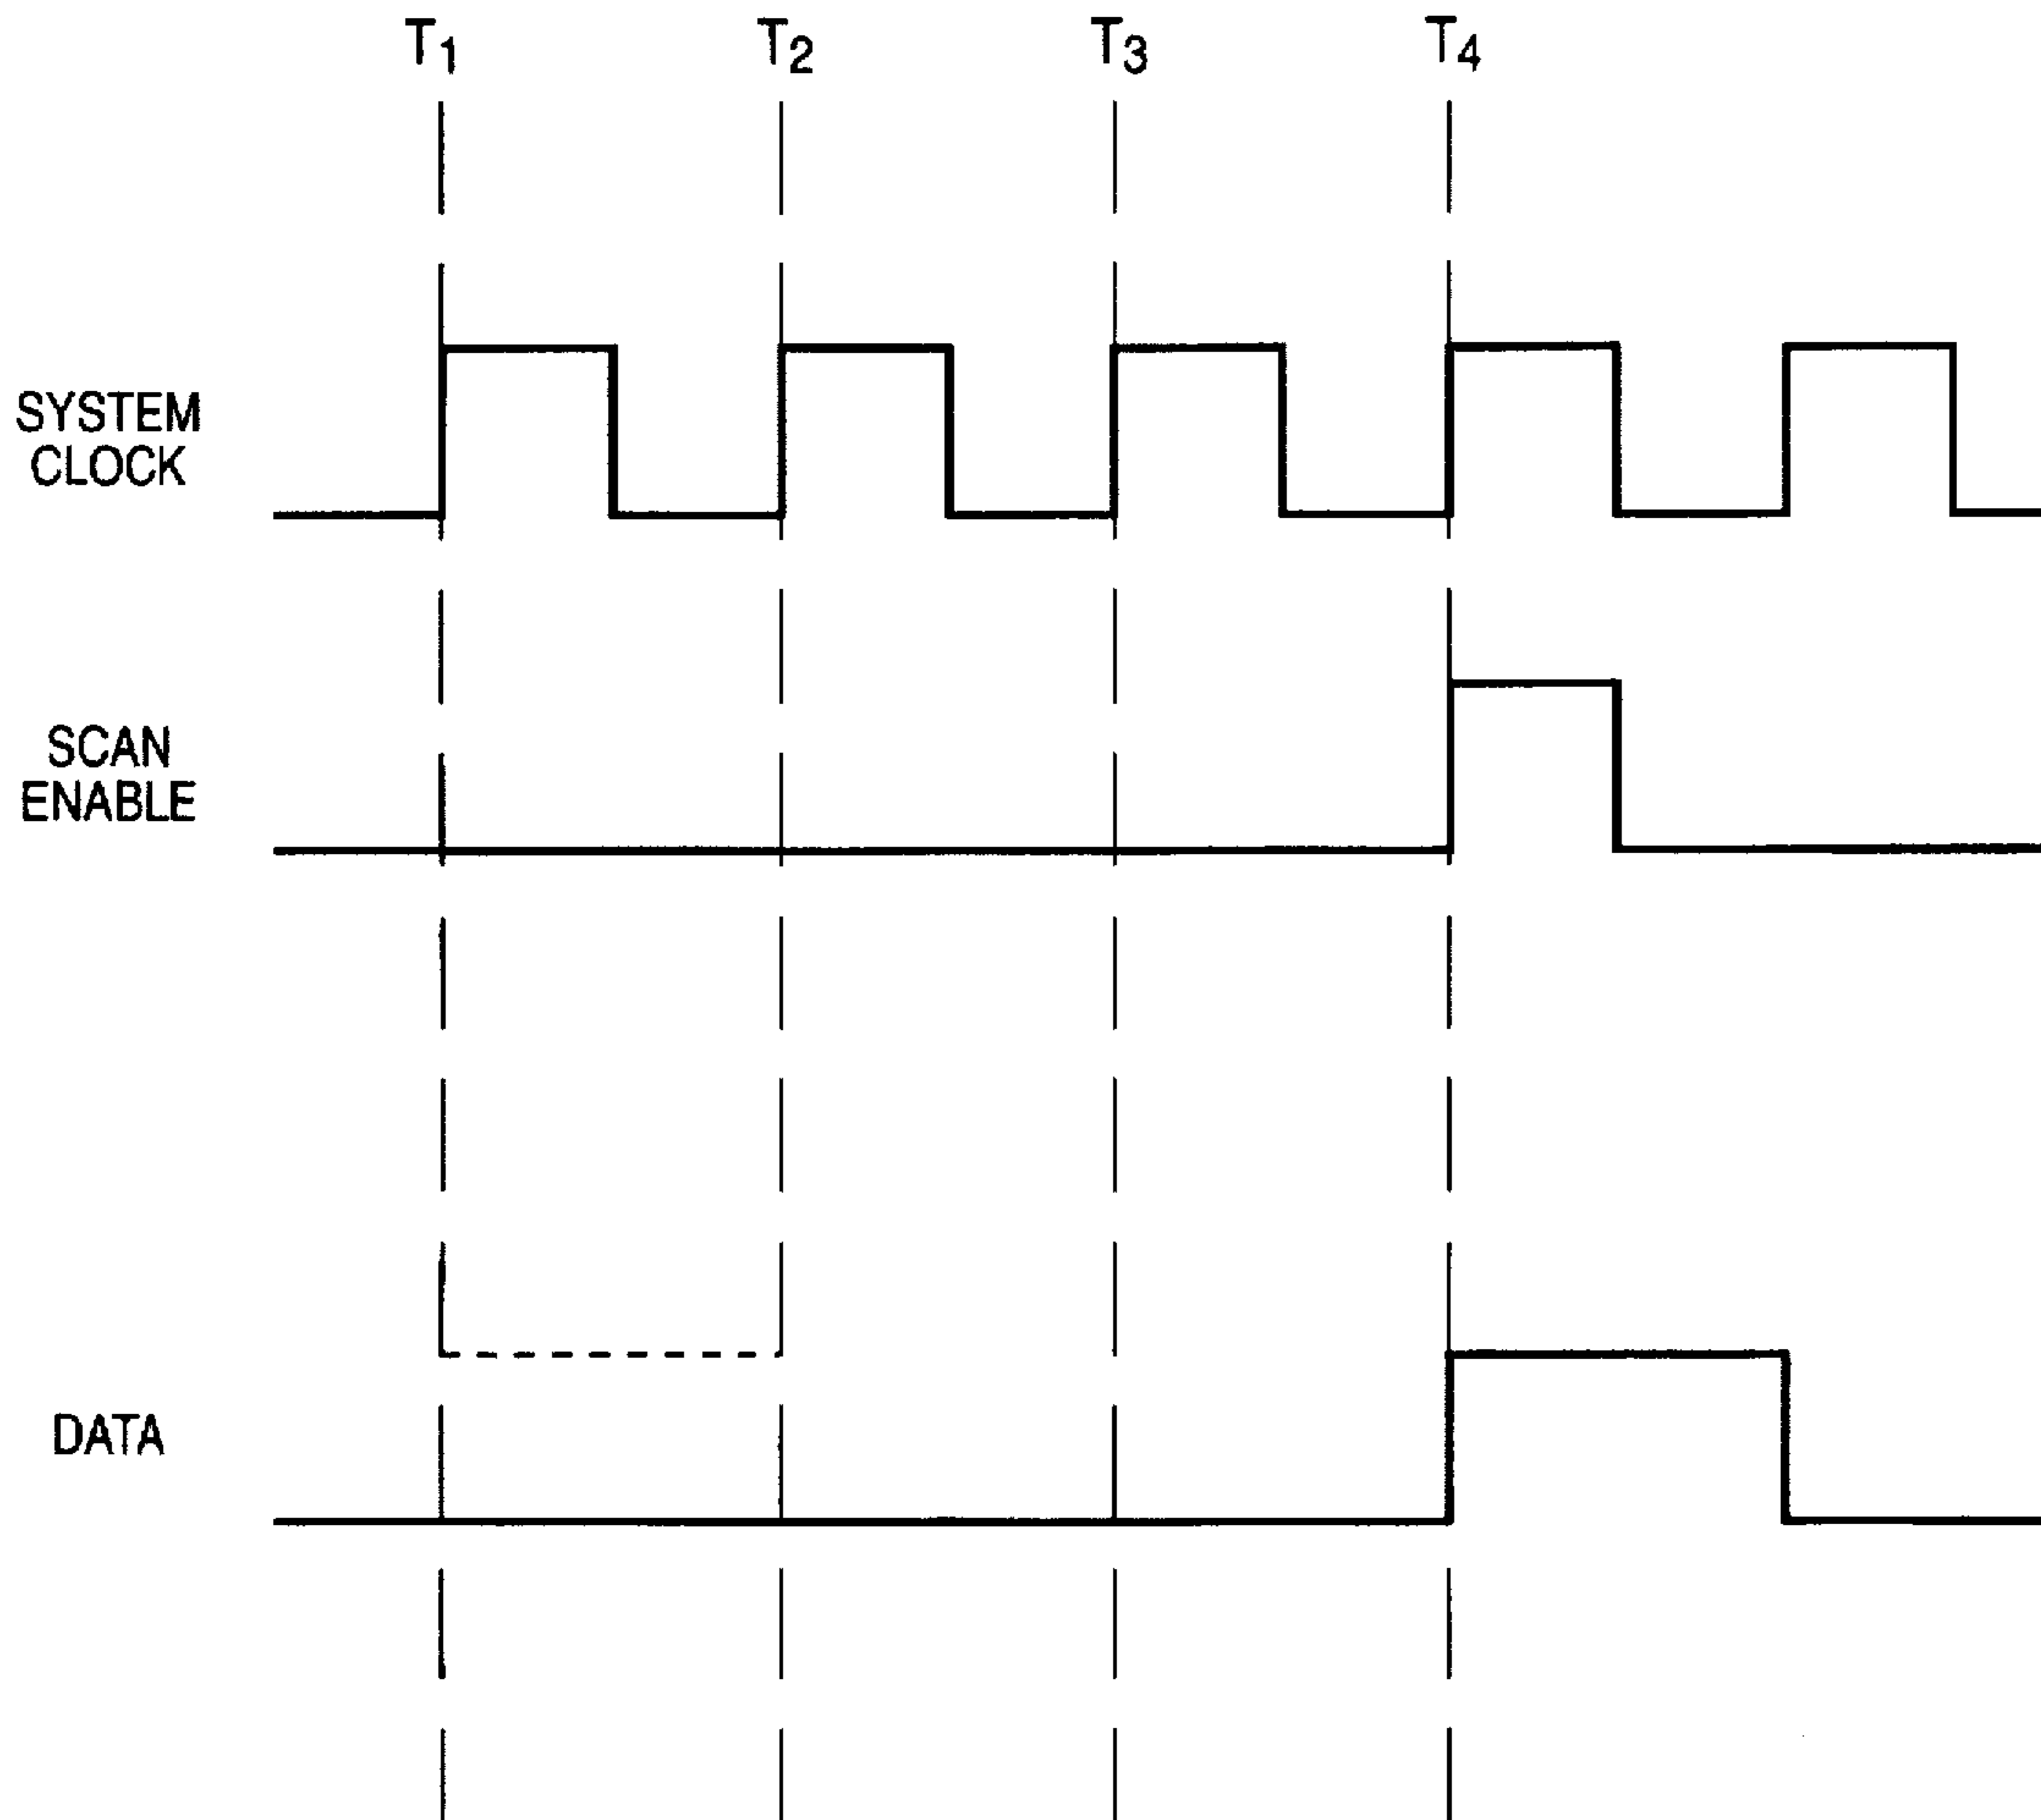 T1 T2 T3 T4
SYSTEM
CLOCK
SCAN
ENABLE
DATA